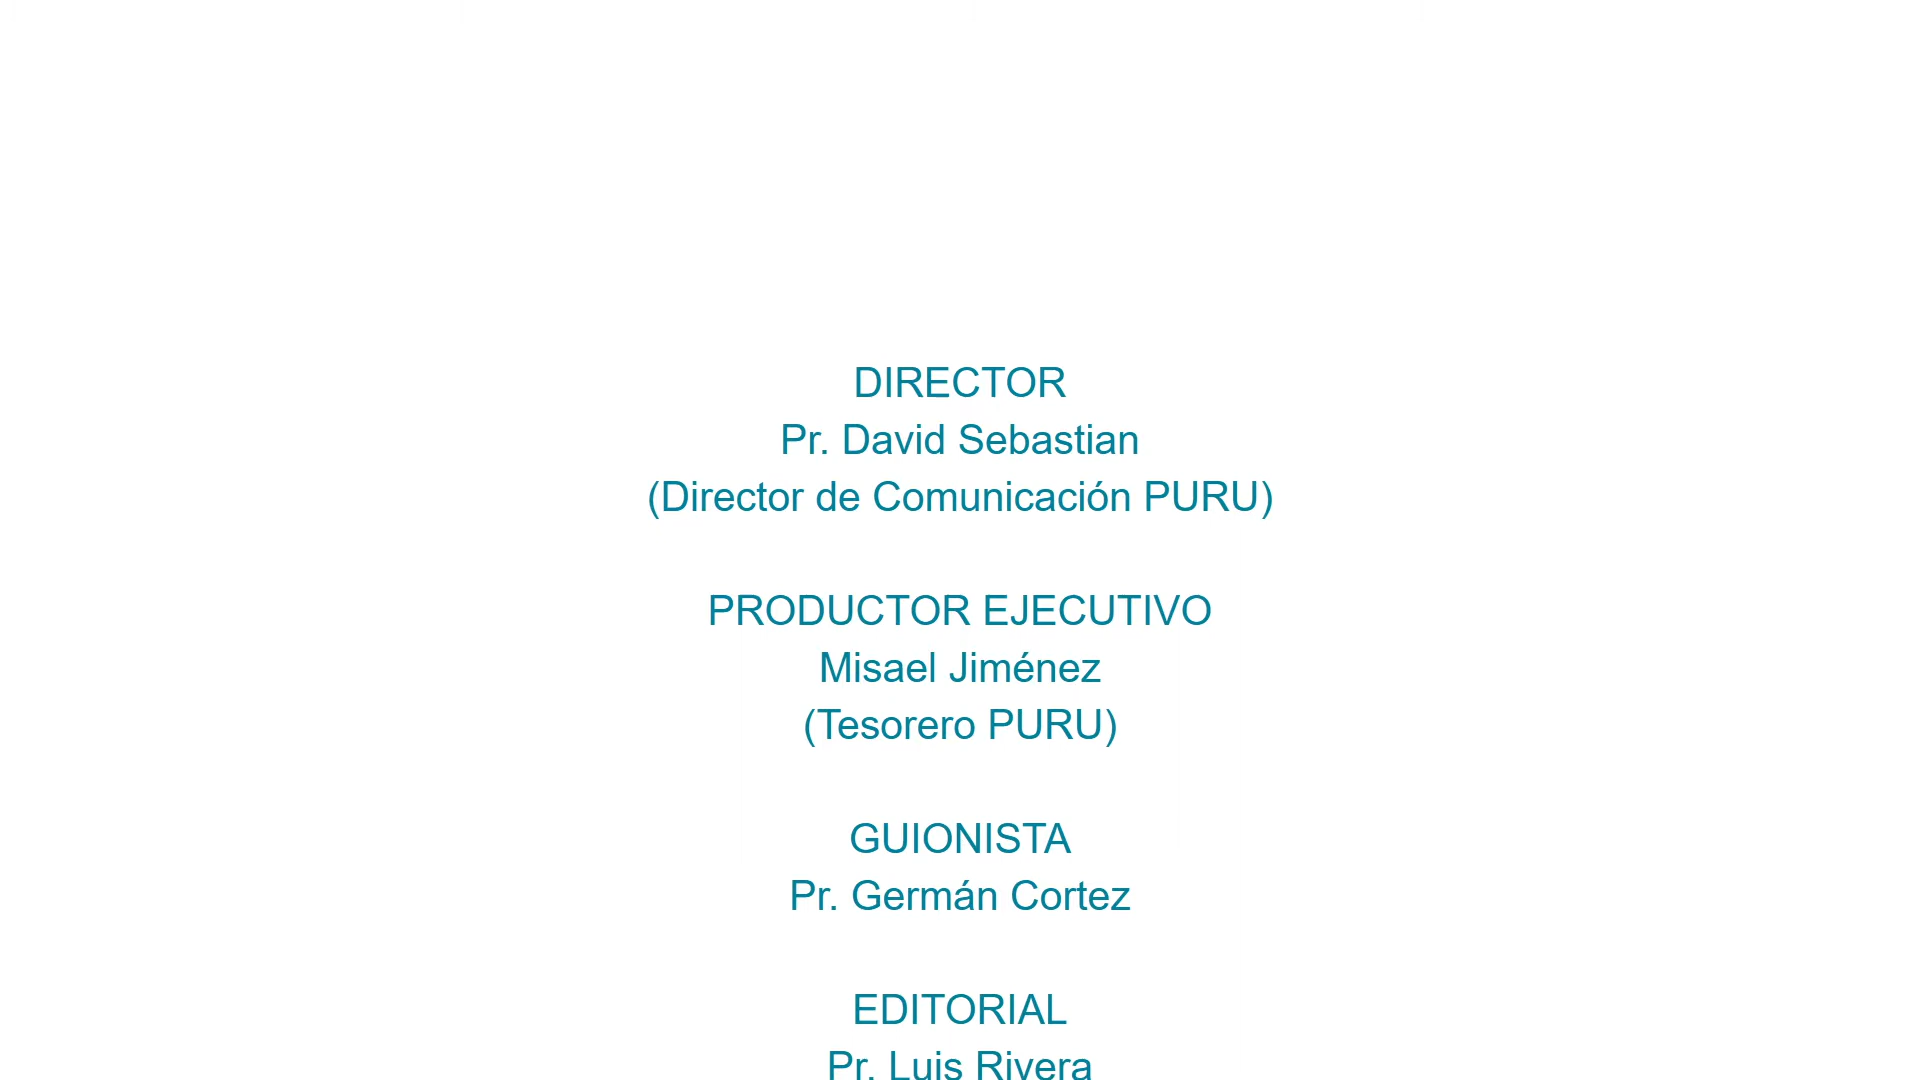 DIRECTOR
Pr. David Sebastian
(Director de Comunicación PURU)
PRODUCTOR EJECUTIVO
Misael Jiménez
(Tesorero PURU)
GUIONISTA
Pr. Germán Cortez
EDITORIAL
Pr. Luis Rivera